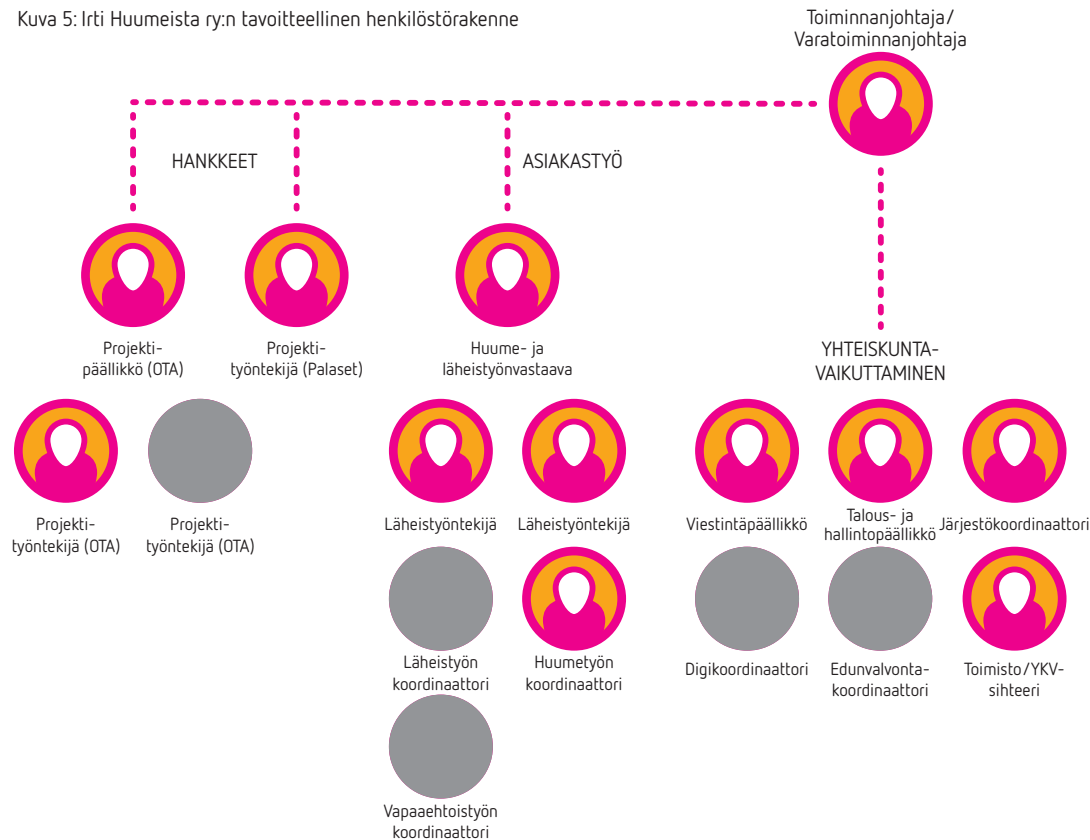 Kuva 5: Irti Huumeista ry:n tavoitteellinen henkilöstörakenne
Toiminnanjohtaja/
Varatoiminnanjohtaja
HANKKEET
ASIAKASTYÖ
Projekti-
päällikkö (OTA)
Projekti-
työntekijä (Palaset)
Huume- ja
läheistyönvastaava
YHTEISKUNTA-
VAIKUTTAMINEN
Projekti-
työntekijä (OTA)
Projekti-
työntekijä (OTA)
Läheistyöntekijä
Läheistyöntekijä
Viestintäpäällikkö
Talous- ja
hallintopäällikkö
Järjestökoordinaattori
Läheistyön
koordinaattori
Huumetyön
koordinaattori
Digikoordinaattori
Edunvalvonta-
koordinaattori
Toimisto/YKV-
sihteeri
Vapaaehtoistyön
koordinaattori